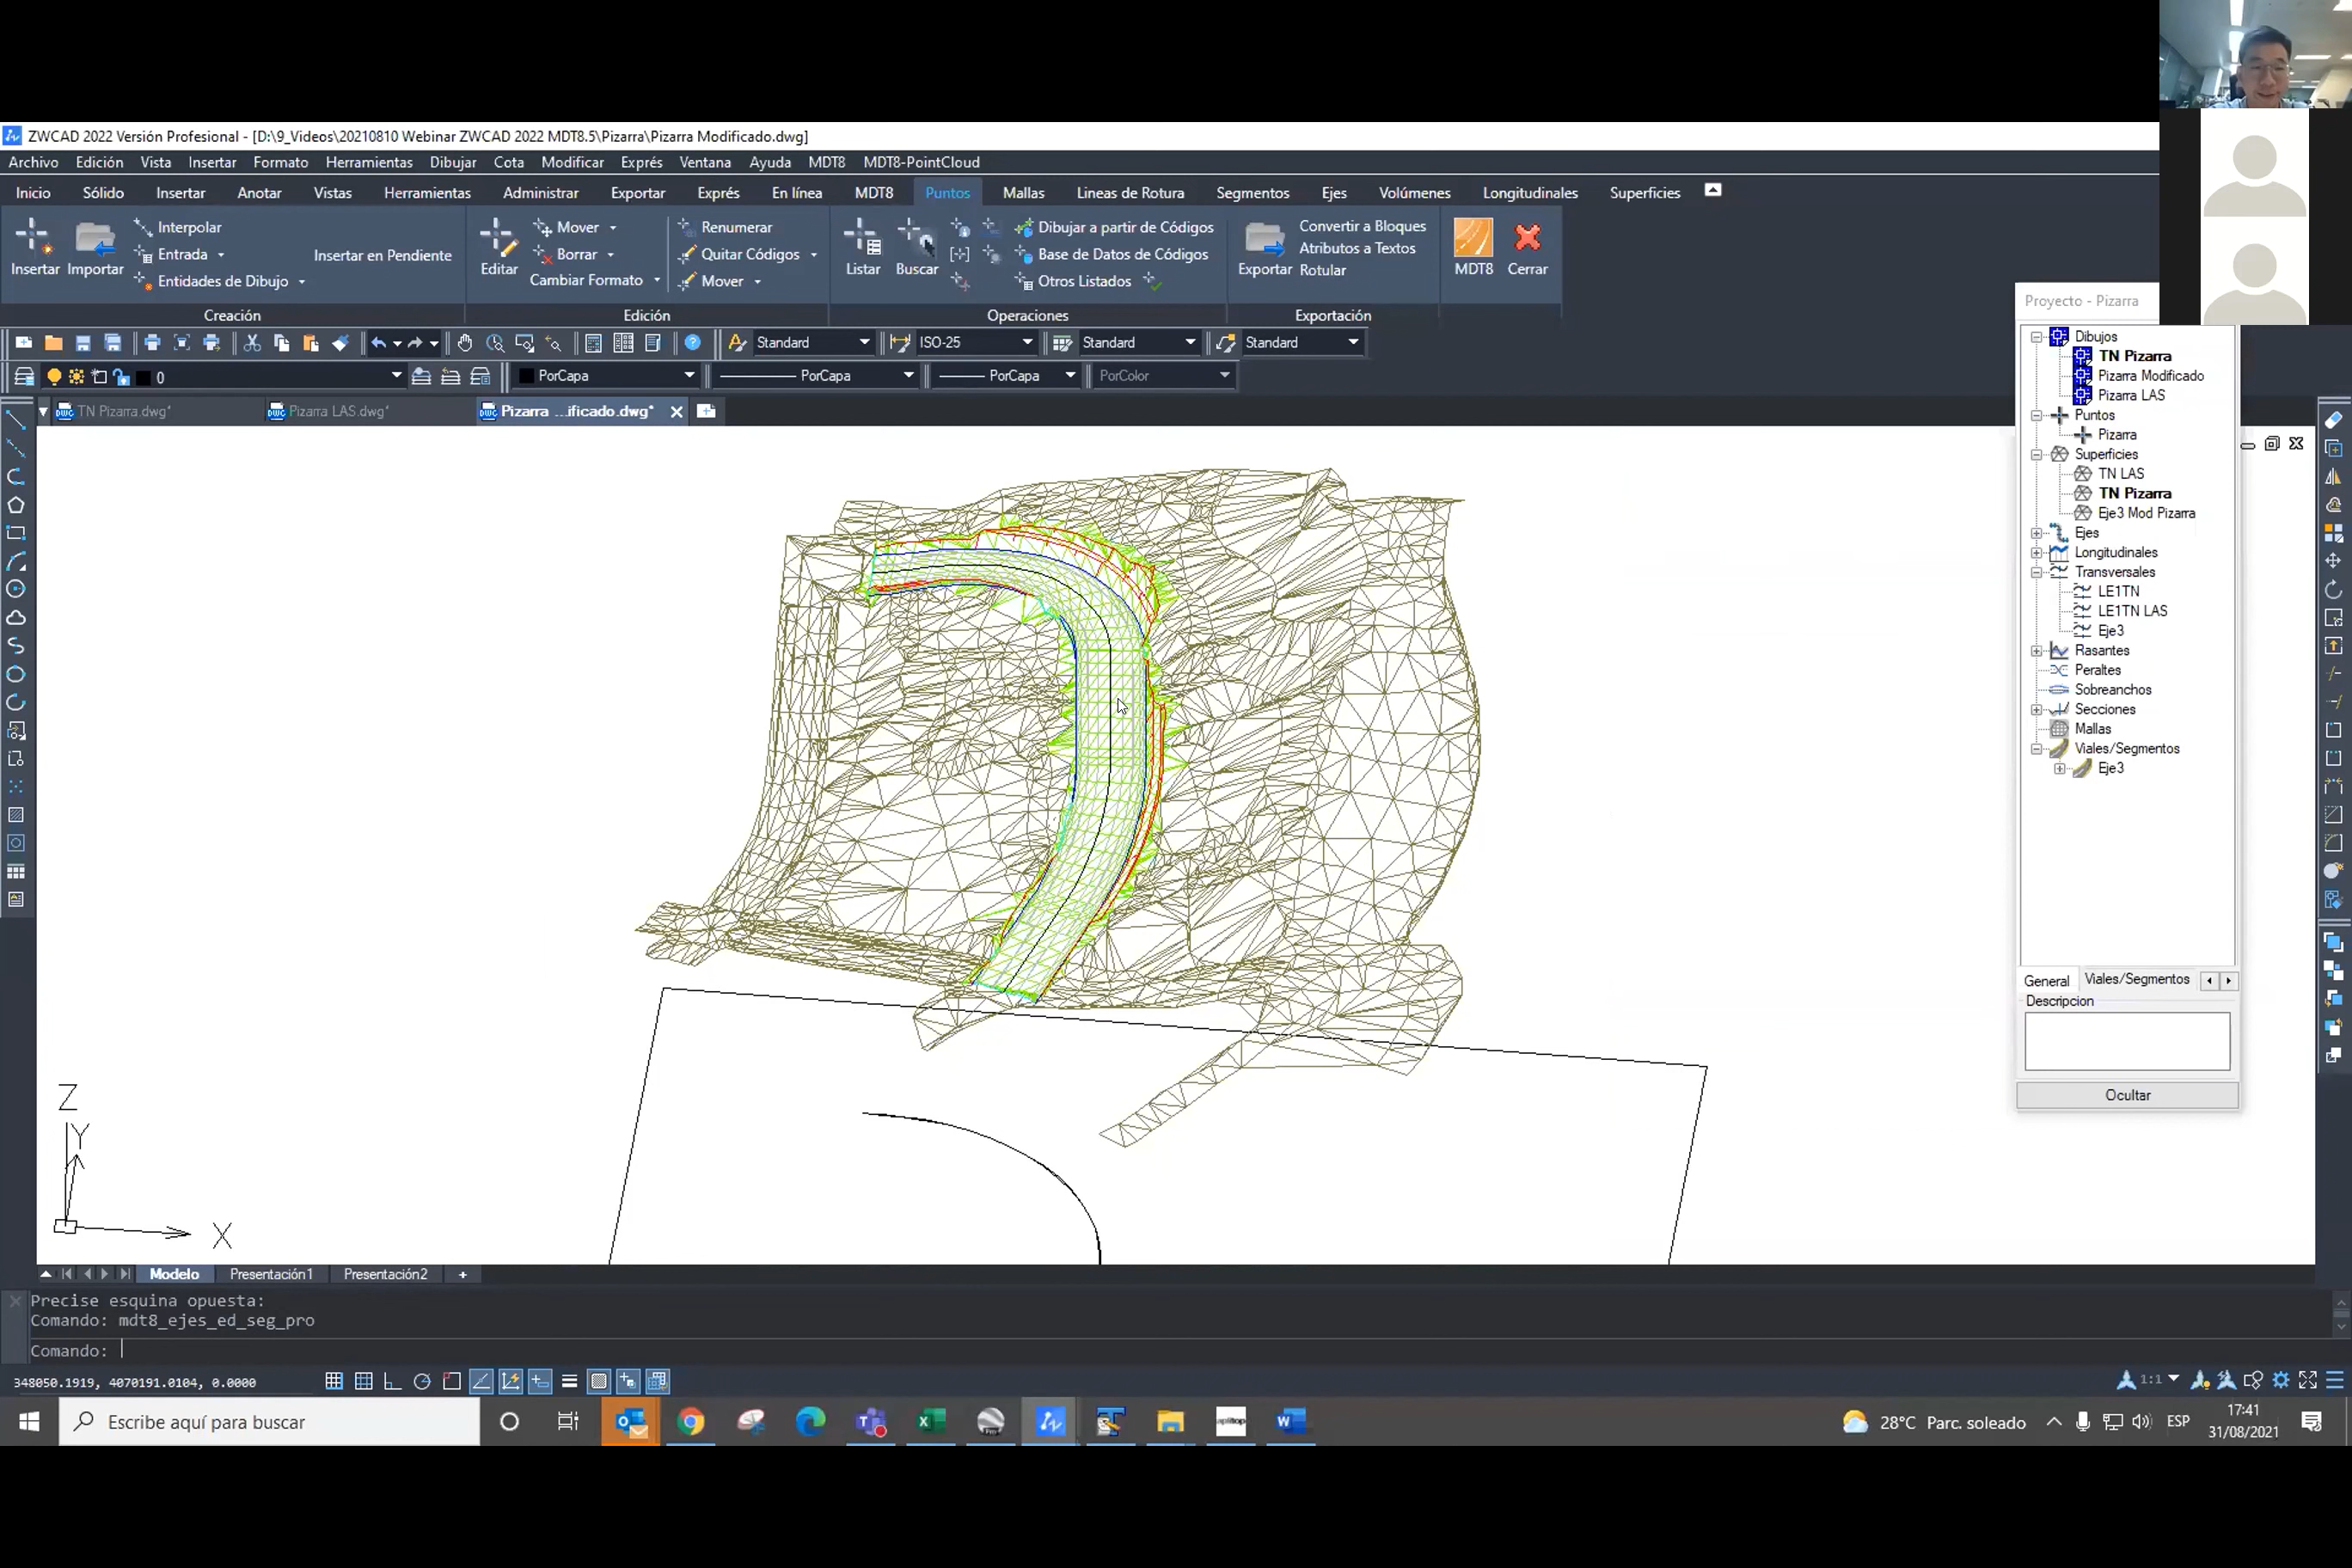 ZWCAD 2022 Versión Profesional - [D:\9_Videos\20210810 Webinar ZWCAD 2022 MDT8.5\Pizarra\Pizarra Modificado.dwg]
Archivo Edición Vista Insertar Formato Herramientas Dibujar Cota Modificar Exprés Ventana Ayuda MDT8 MDT8-PointCloud
Inicio Sólido Insertar Anotar Vistas Herramientas Administrar Exportar Exprés En línea MDT8 Puntos Mallas Lineas de Rotura Segmentos Ejes Volúmenes Longitudinales Superficies
Interpolar Mover Renumerar Dibujar a partir de Códigos Convertir a Bloques
Entrada Insertar en Pendiente Borrar Quitar Códigos Base de Datos de Códigos Atributos a Textos
Insertar Importar Editar Listar Buscar Exportar Rotular MDT8 Cerrar
Entidades de Dibujo Cambiar Formato Mover Otros Listados
Creación Edición Operaciones Exportación
Standard ISO-25 Standard Standard
0 PorCapa PorCapa PorCapa PorColor
TN Pizarra.dwg* Pizarra LAS.dwg* Pizarra ...ificado.dwg*
Proyecto - Pizarra
Dibujos
TN Pizarra
Pizarra Modificado
Pizarra LAS
Puntos
Pizarra
Superficies
TN LAS
TN Pizarra
Eje3 Mod Pizarra
Ejes
Longitudinales
Transversales
LE1TN
LE1TN LAS
Eje3
Rasantes
Peraltes
Sobreanchos
Secciones
Mallas
Viales/Segmentos
Eje3
General Viales/Segmentos
Descripcion
Ocultar
Z
Y
X
Modelo Presentación1 Presentación2 +
Precise esquina opuesta:
Comando: mdt8_ejes_ed_seg_pro
Comando:
348050.1919, 4070191.0104, 0.0000 1:1
Escribe aquí para buscar
28°C Parc. soleado ESP
17:41
31/08/2021